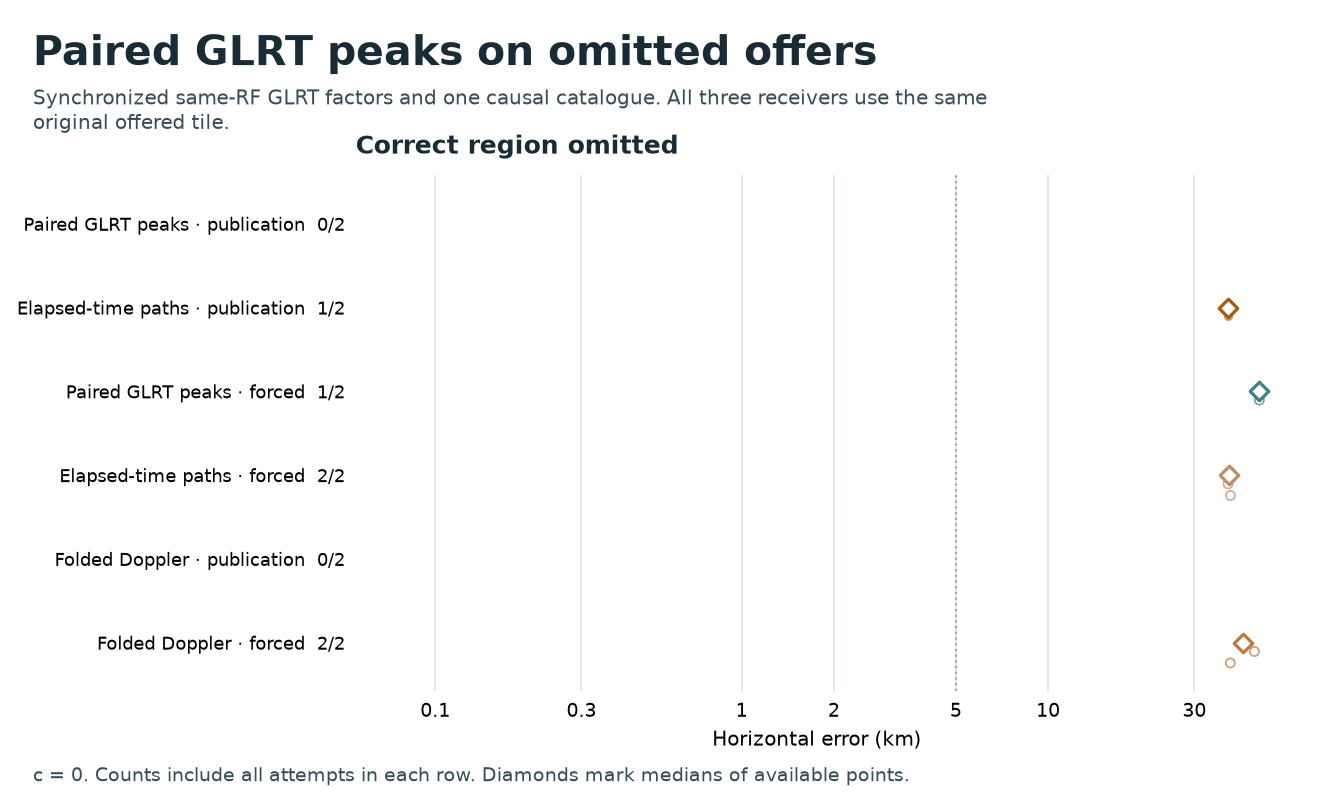 Paired GLRT peaks on omitted offers
Synchronized same-RF GLRT factors and one causal catalogue. All three receivers use the same
original offered tile.
Correct region omitted
Paired GLRT peaks · publication 0/2
Elapsed-time paths · publication 1/2
Paired GLRT peaks · forced 1/2
Elapsed-time paths · forced 2/2
Folded Doppler · publication 0/2
Folded Doppler · forced 2/2
0.1 0.3 1 2 5 10 30
Horizontal error (km)
c = 0. Counts include all attempts in each row. Diamonds mark medians of available points.